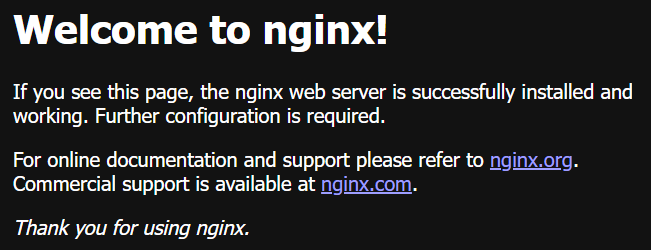 Welcome to nginx!
If you see this page, the nginx web server is successfully installed and
working. Further configuration is required.
For online documentation and support please refer to nginx.org.
Commercial support is available at nginx.com.
Thank you for using nginx.